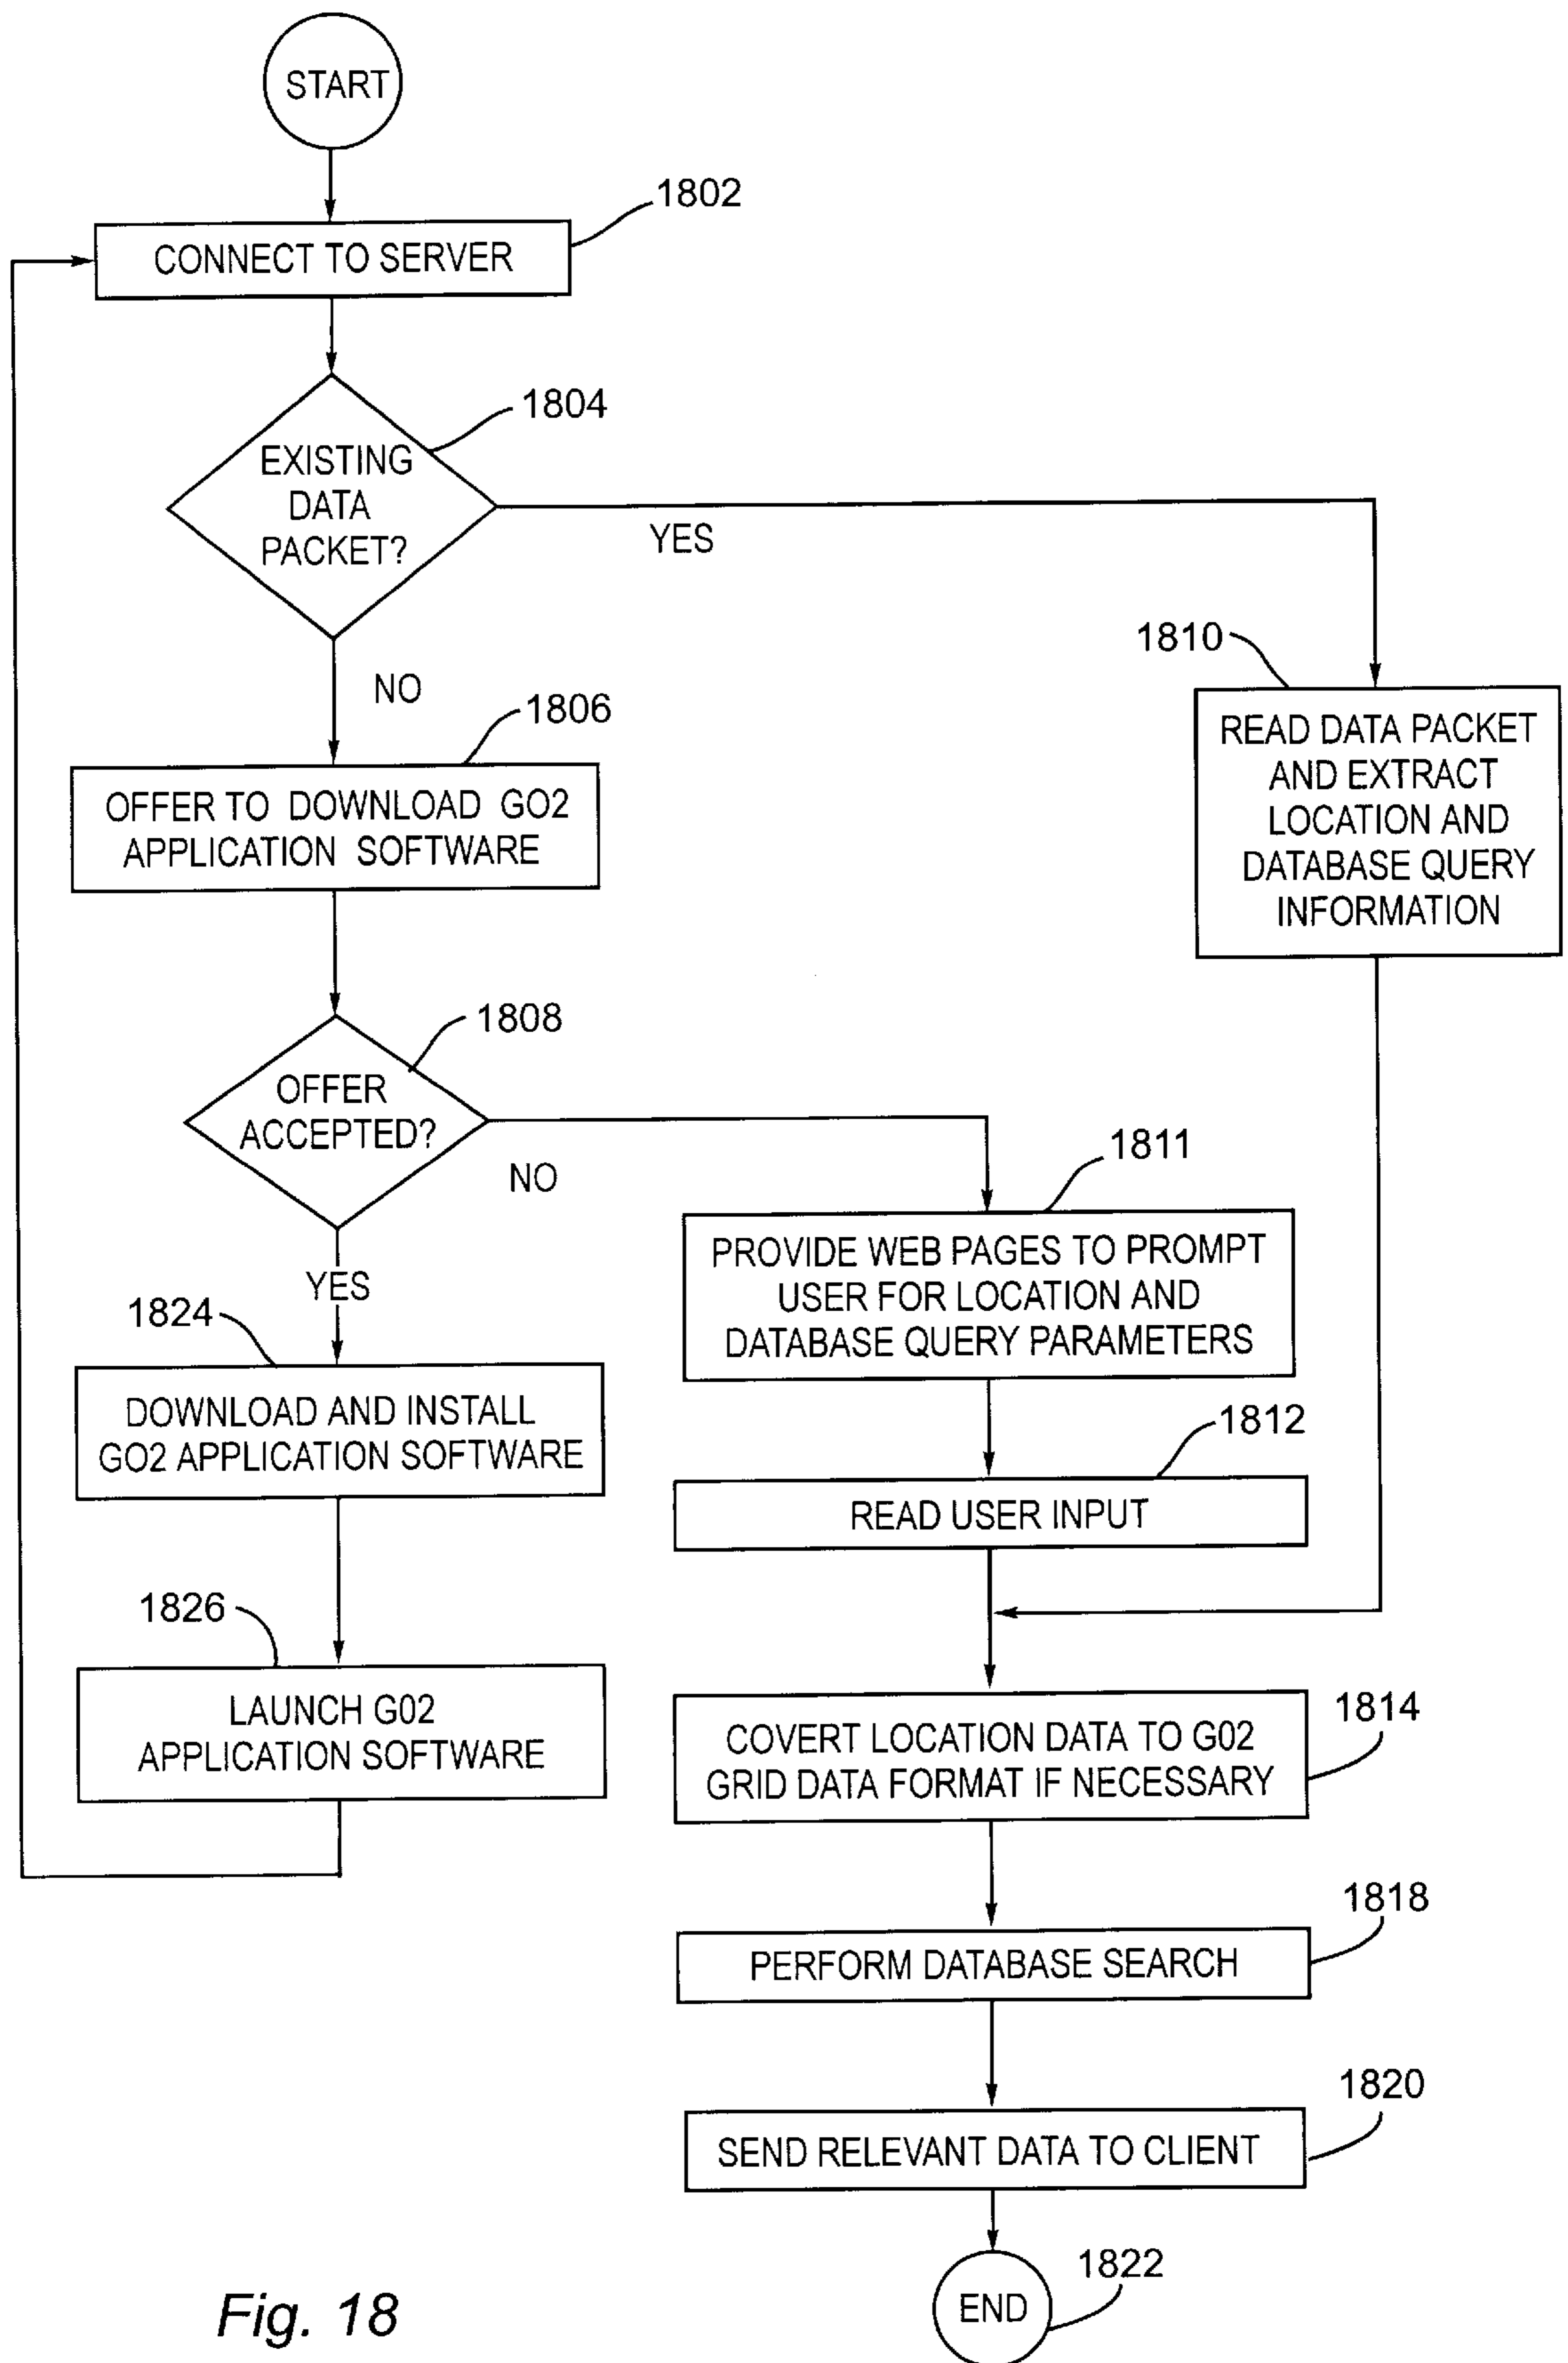 START
1802
CONNECT TO SERVER
1804
EXISTING
DATA
PACKET?
YES
NO
1806
OFFER TO DOWNLOAD GO2
APPLICATION SOFTWARE
1810
READ DATA PACKET
AND EXTRACT
LOCATION AND
DATABASE QUERY
INFORMATION
1808
OFFER
ACCEPTED?
NO
YES
1811
PROVIDE WEB PAGES TO PROMPT
USER FOR LOCATION AND
DATABASE QUERY PARAMETERS
1824
DOWNLOAD AND INSTALL
GO2 APPLICATION SOFTWARE
1812
READ USER INPUT
1826
LAUNCH G02
APPLICATION SOFTWARE
1814
COVERT LOCATION DATA TO G02
GRID DATA FORMAT IF NECESSARY
1818
PERFORM DATABASE SEARCH
1820
SEND RELEVANT DATA TO CLIENT
1822
END
Fig. 18